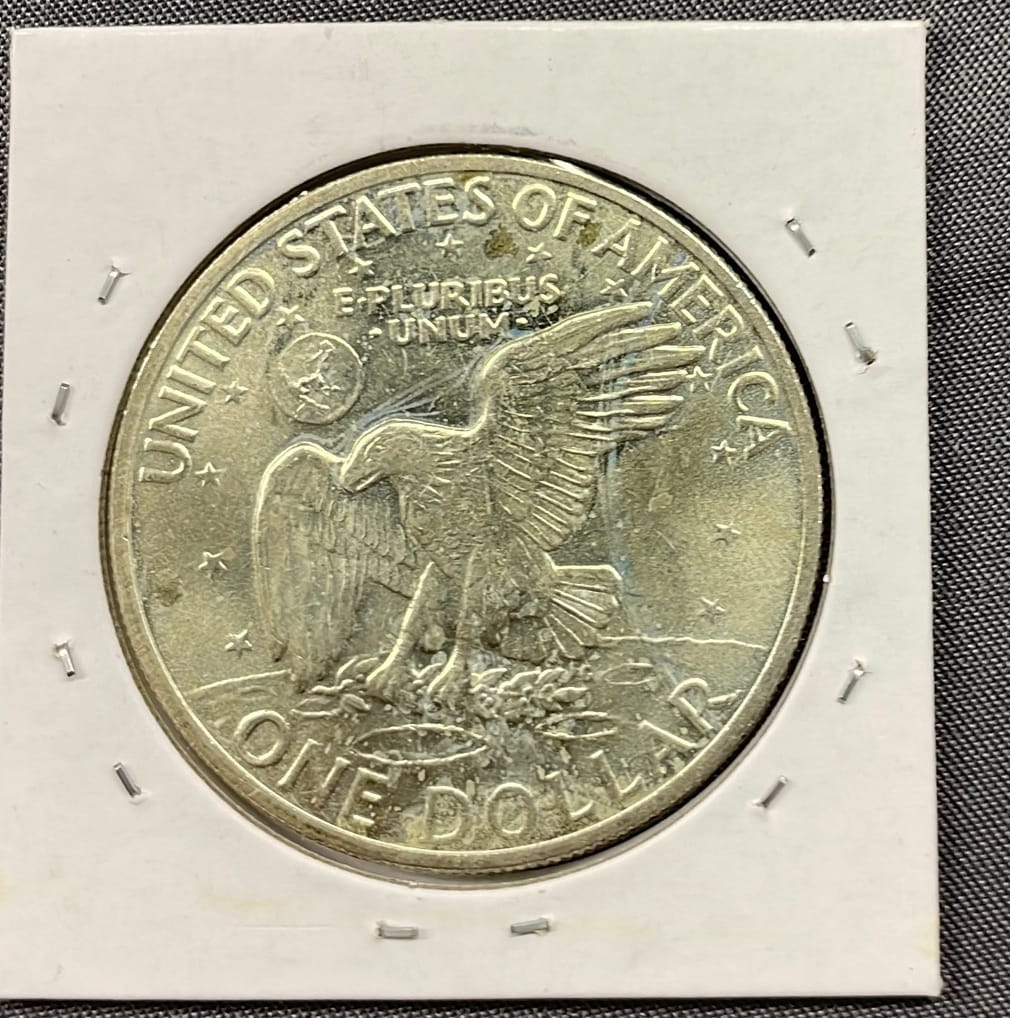 UNITED STATES OF AMERICA
E·PLURIBUS
·UNUM·
ONE DOLLAR